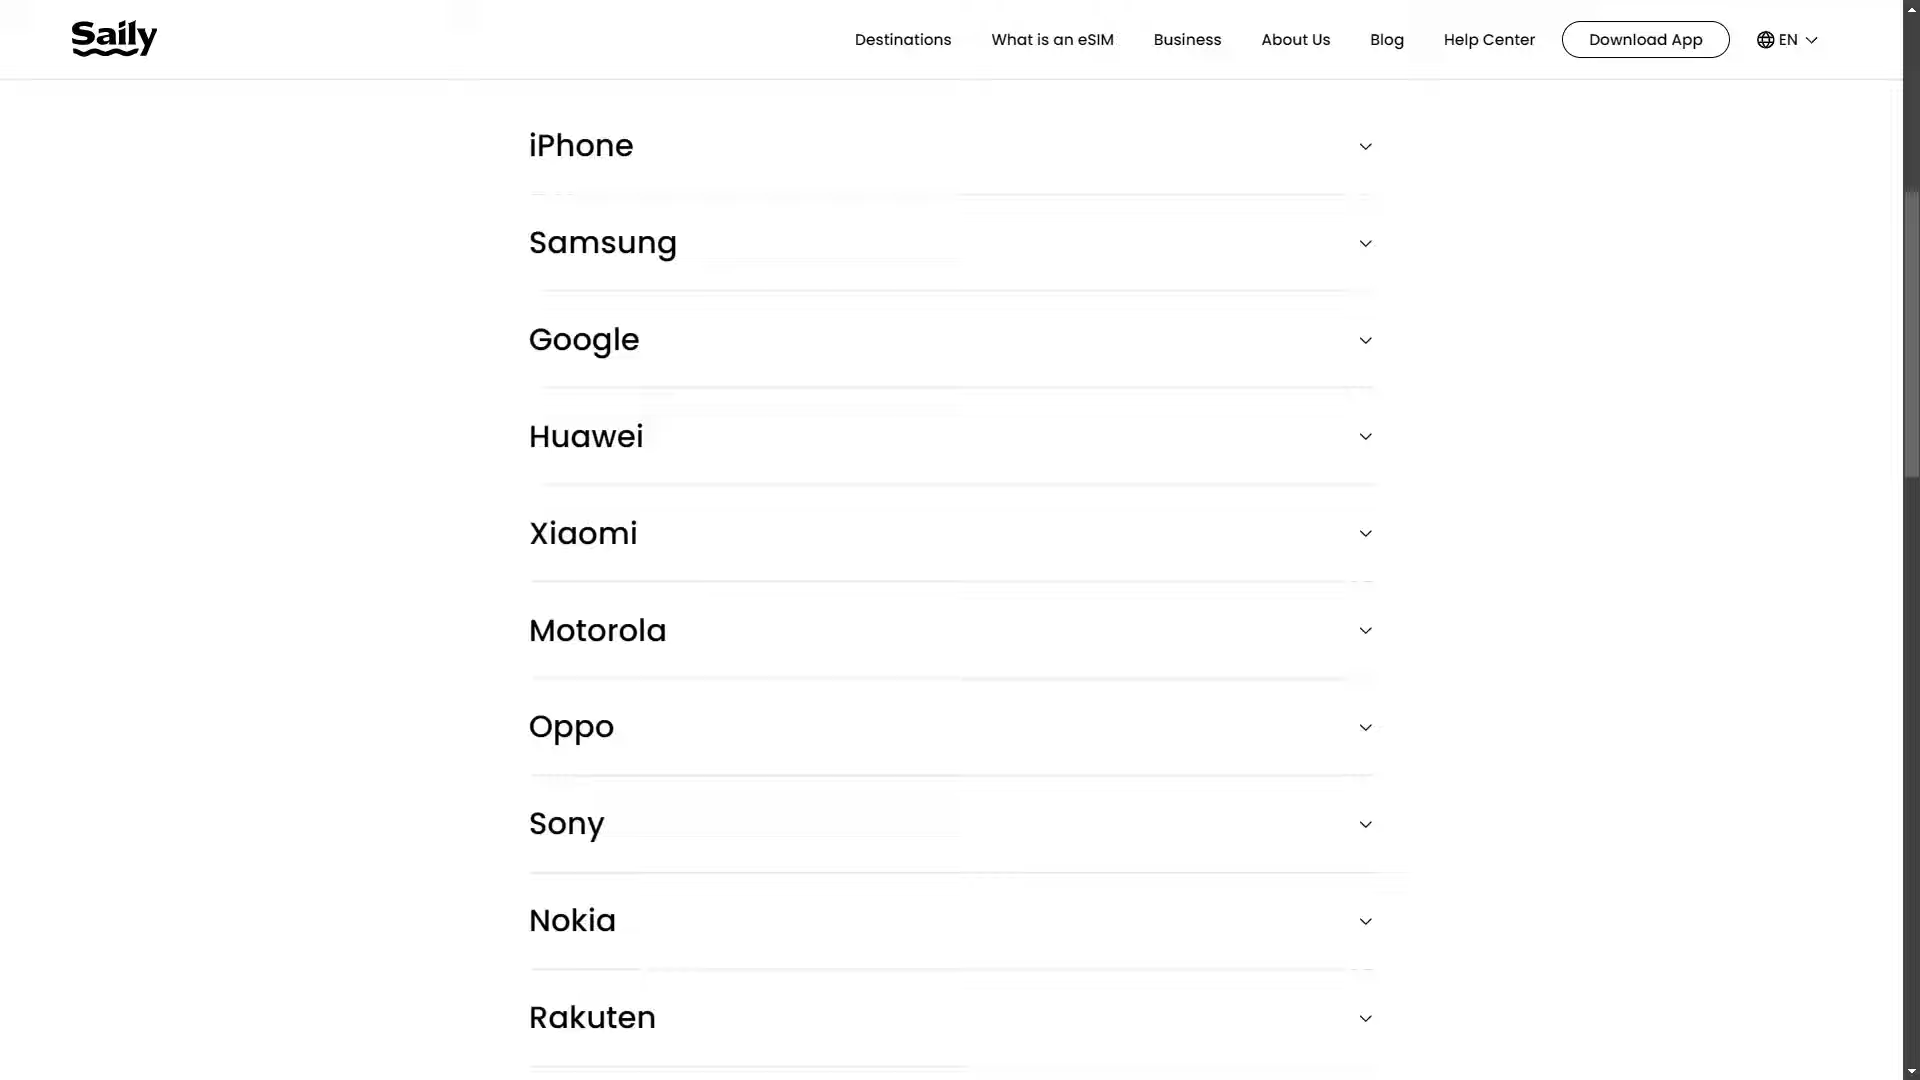 Saily
Destinations
What is an eSIM
Business
About Us
Blog
Help Center
Download App
EN
iPhone
Samsung
Google
Huawei
Xiaomi
Motorola
Oppo
Sony
Nokia
Rakuten